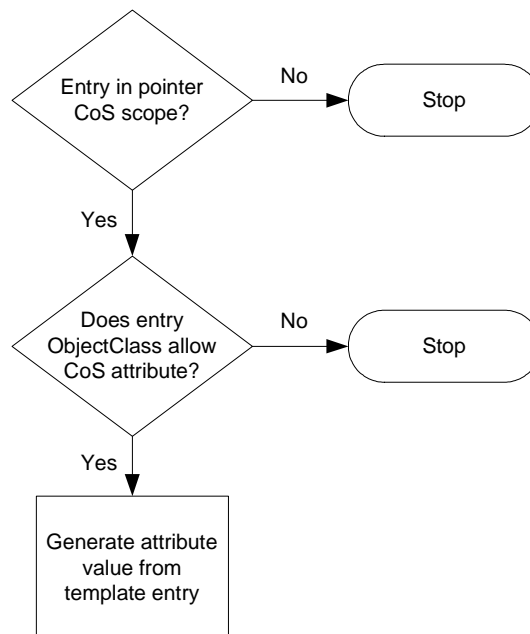 Entry in pointer
CoS scope?
No
Stop
Yes
Does entry
ObjectClass allow
CoS attribute?
No
Stop
Yes
Generate attribute
value from
template entry